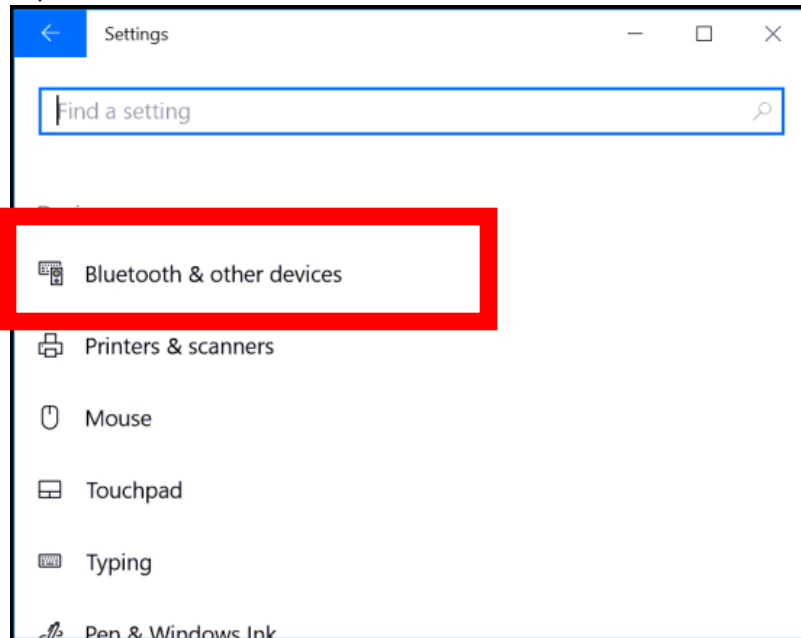 Settings
Find a setting
Bluetooth & other devices
Printers & scanners
Mouse
Touchpad
Typing
Pen & Windows Ink